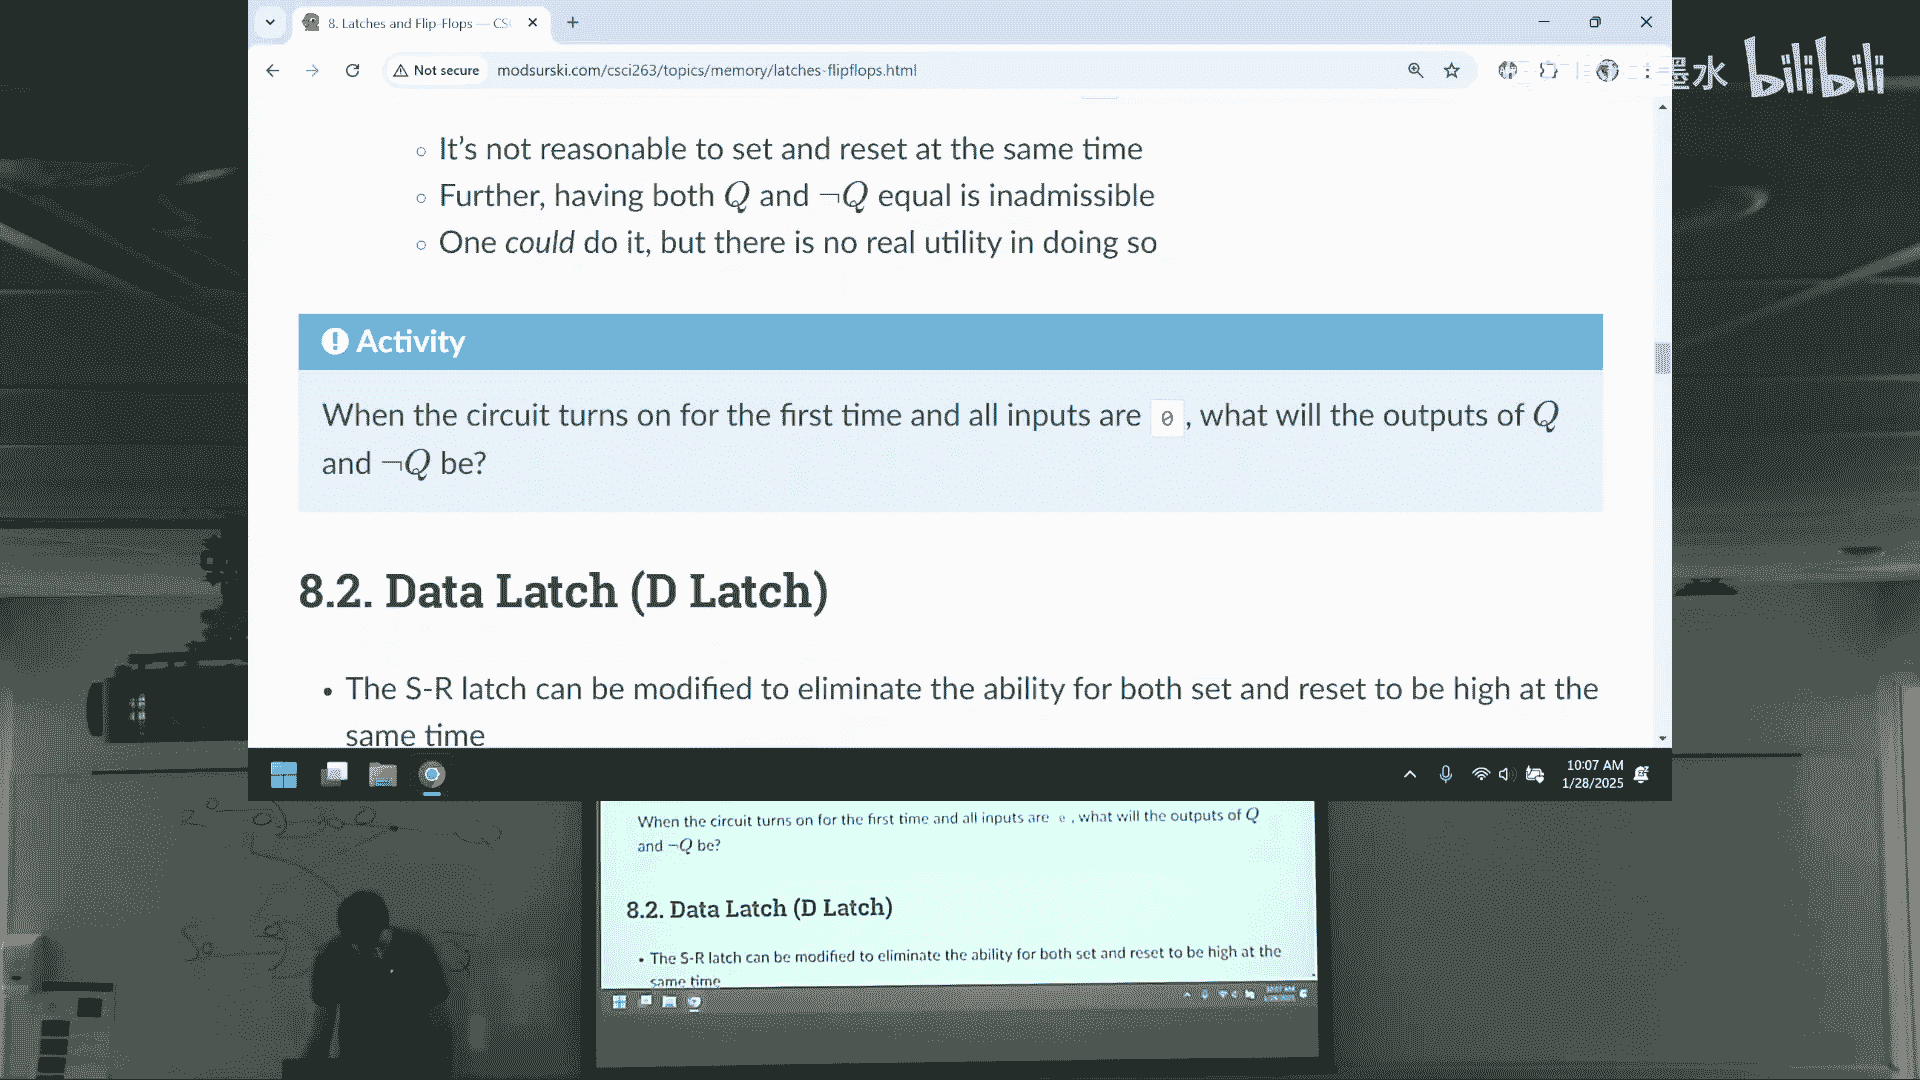 8. Latches and Flip-Flops — CS
Not secure
modsurski.com/csci263/topics/memory/latches-flipflops.html
墨水
bilibili
It's not reasonable to set and reset at the same time
Further, having both Q and ¬Q equal is inadmissible
One could do it, but there is no real utility in doing so
Activity
When the circuit turns on for the first time and all inputs are 0, what will the outputs of Q
and ¬Q be?
8.2. Data Latch (D Latch)
• The S-R latch can be modified to eliminate the ability for both set and reset to be high at the
same time
10:07 AM
1/28/2025
When the circuit turns on for the first time and all inputs are 0, what will the outputs of Q
and ¬Q be?
8.2. Data Latch (D Latch)
• The S-R latch can be modified to eliminate the ability for both set and reset to be high at the
same time